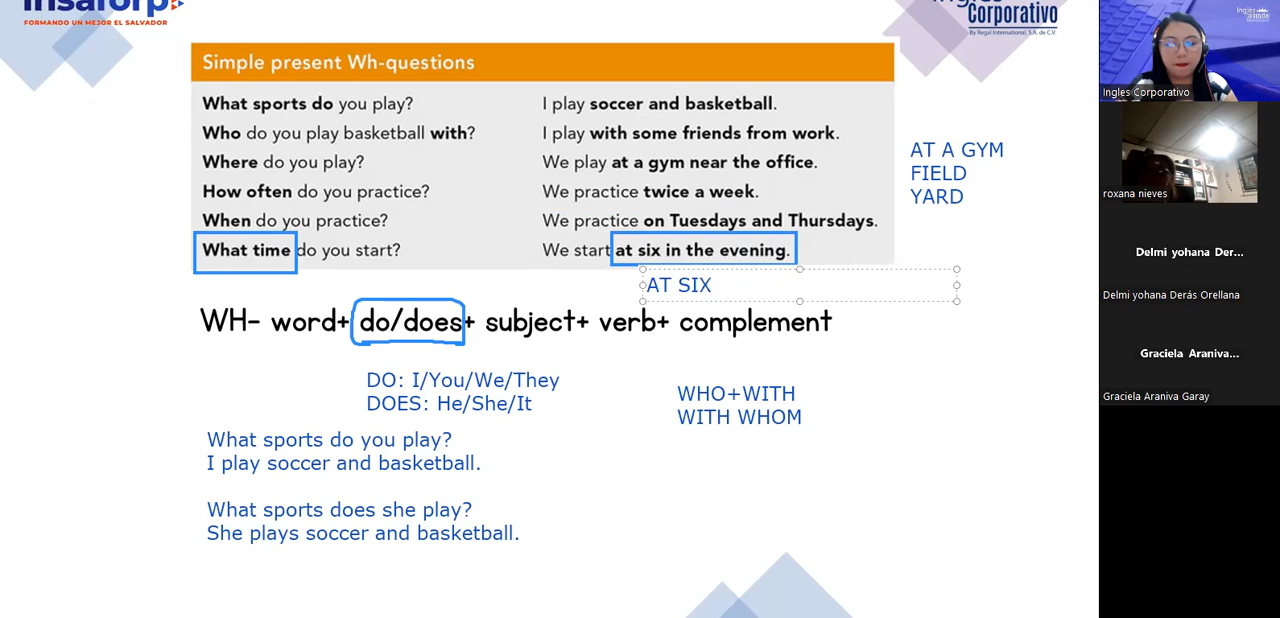 insaforp
FORMANDO UN MEJOR EL SALVADOR
Corporativo
By Regal International, S.A. de C.V.
Simple present Wh-questions
What sports do you play? I play soccer and basketball.
Who do you play basketball with? I play with some friends from work.
Where do you play? We play at a gym near the office.
How often do you practice? We practice twice a week.
When do you practice? We practice on Tuesdays and Thursdays.
What time do you start? We start at six in the evening.
AT A GYM
FIELD
YARD
AT SIX
WH- word+ do/does+ subject+ verb+ complement
DO: I/You/We/They
DOES: He/She/It
WHO+WITH
WITH WHOM
What sports do you play?
I play soccer and basketball.
What sports does she play?
She plays soccer and basketball.
Ingles Corporativo
roxana nieves
Delmi yohana Der...
Delmi yohana Derás Orellana
Graciela Araniva...
Graciela Araniva Garay